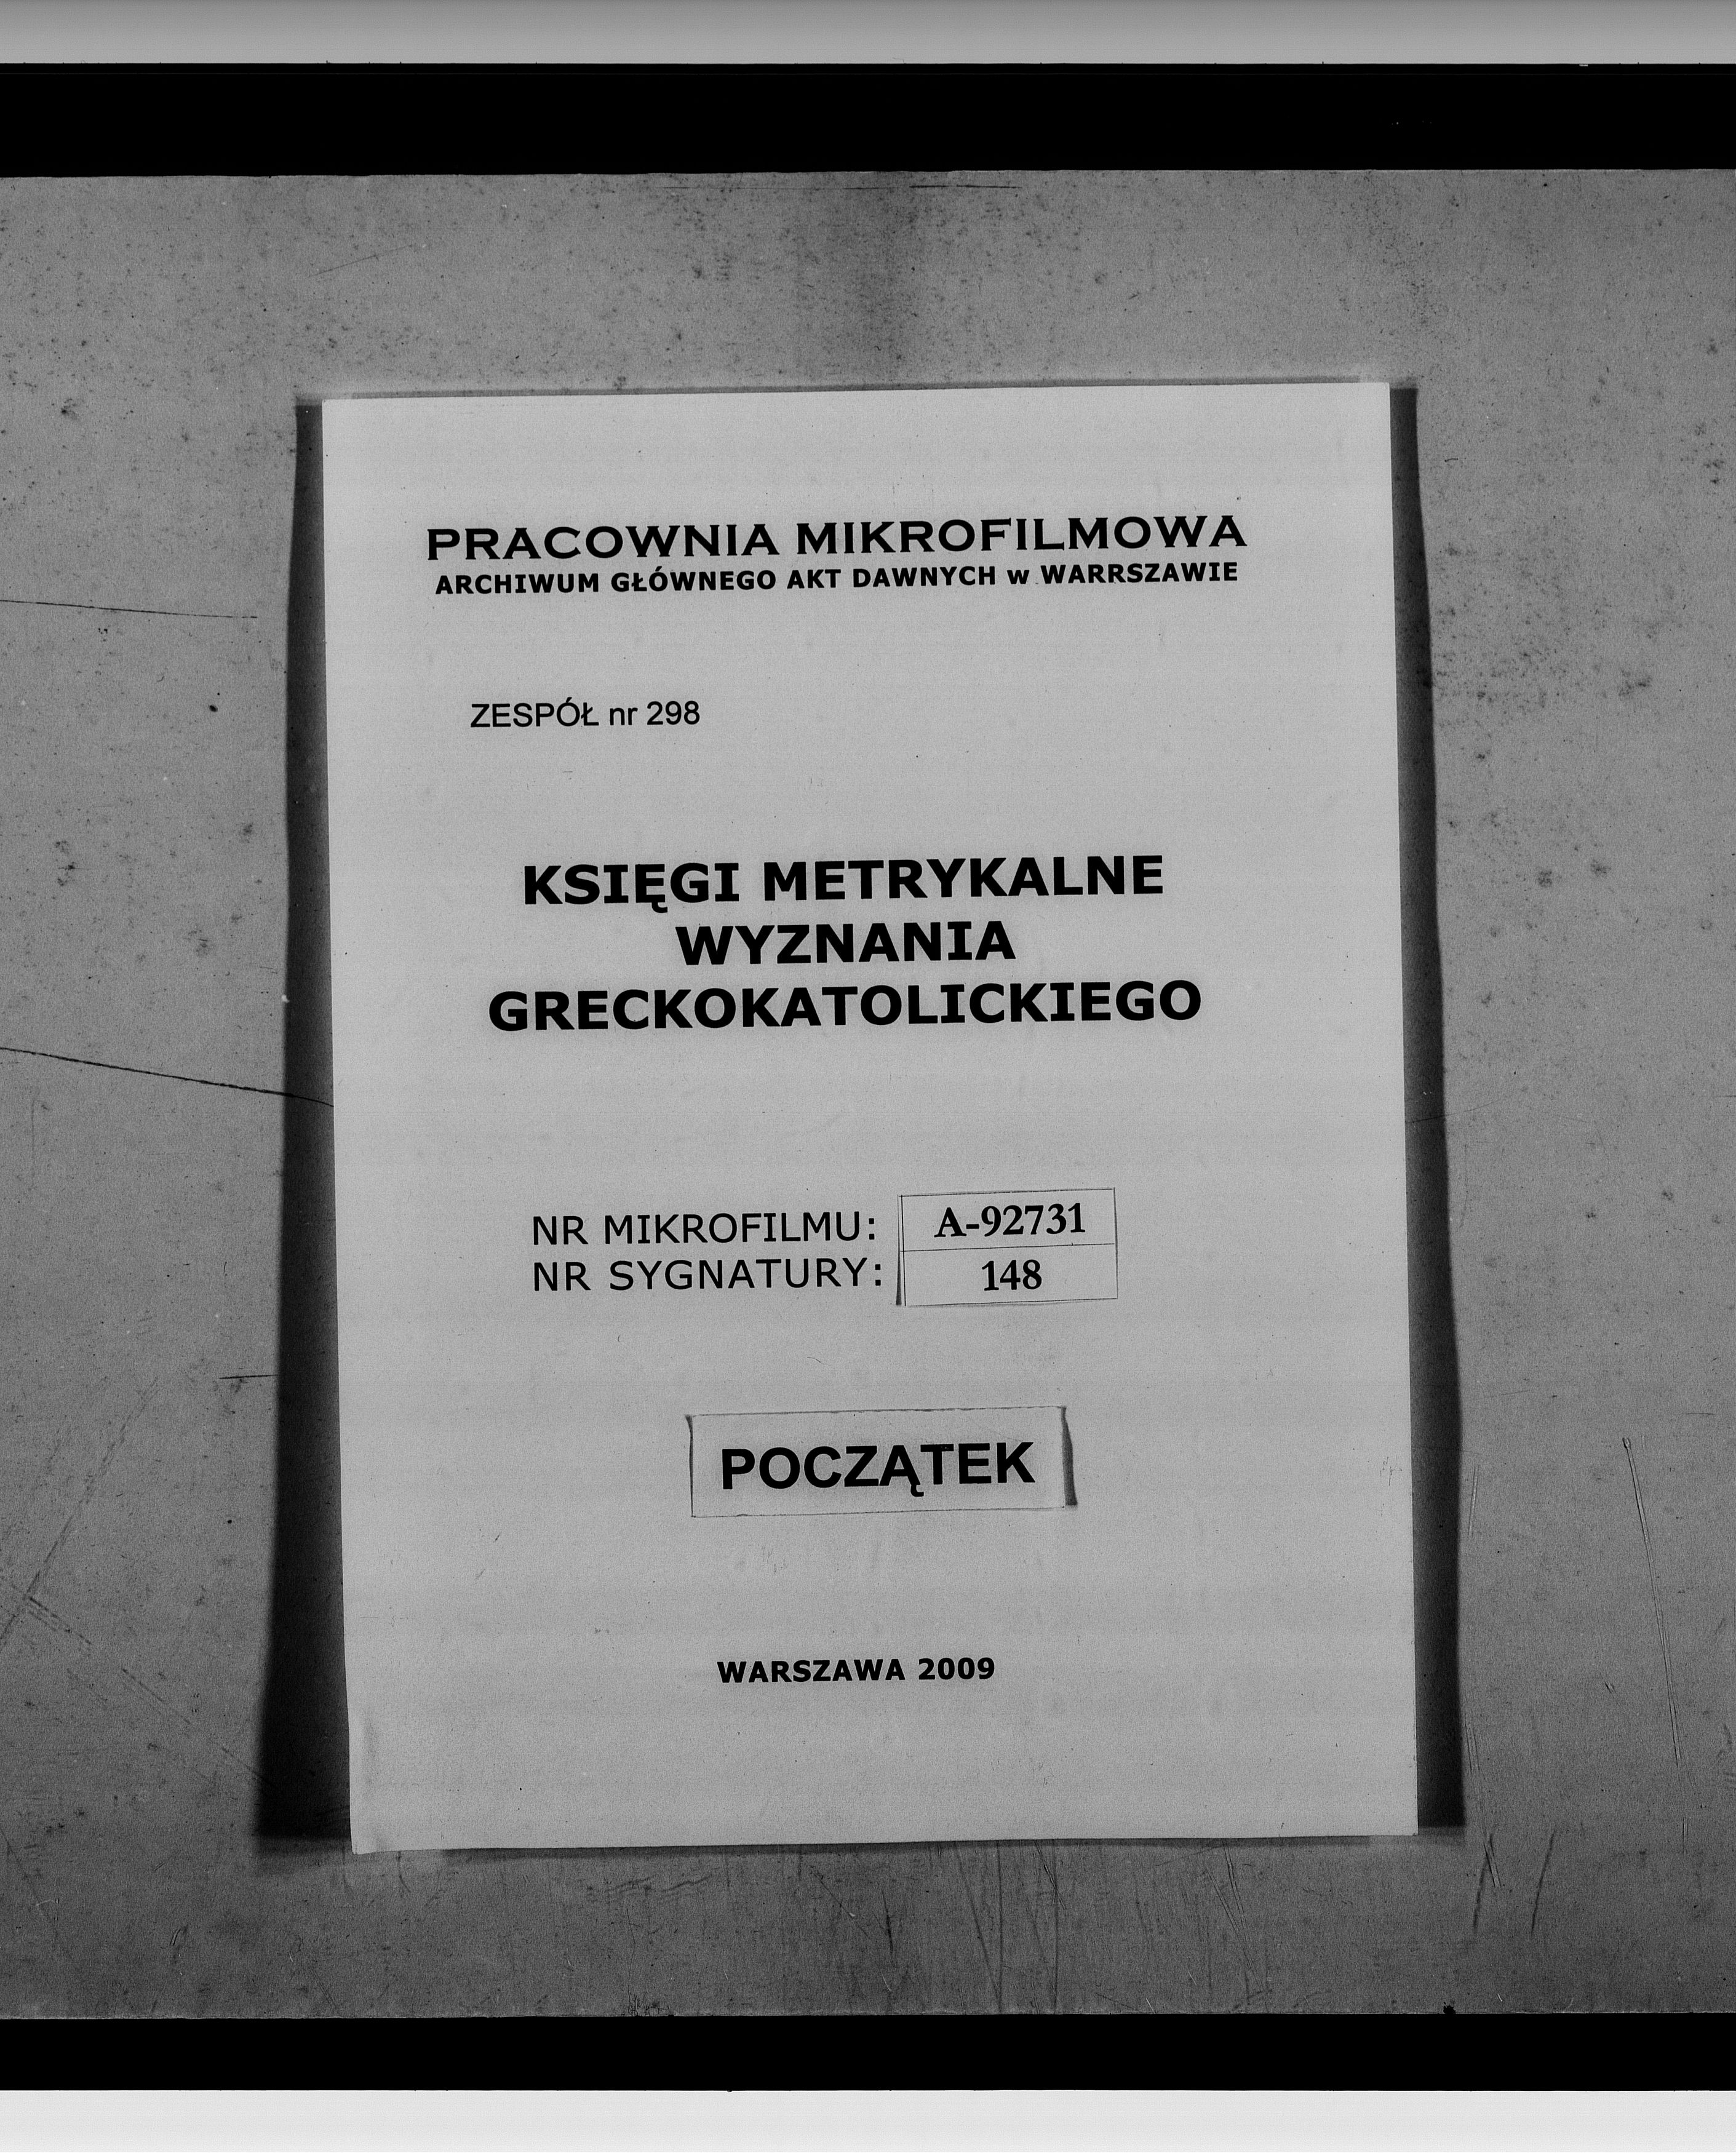 PRACOWNIA MIKROFILMOWA
ARCHIWUM GŁÓWNEGO AKT DAWNYCH w WARRSZAWIE
ZESPÓŁ nr 298
KSIĘGI METRYKALNE
WYZNANIA
GRECKOKATOLICKIEGO
NR MIKROFILMU: A-92731
NR SYGNATURY: 148
POCZĄTEK
WARSZAWA 2009